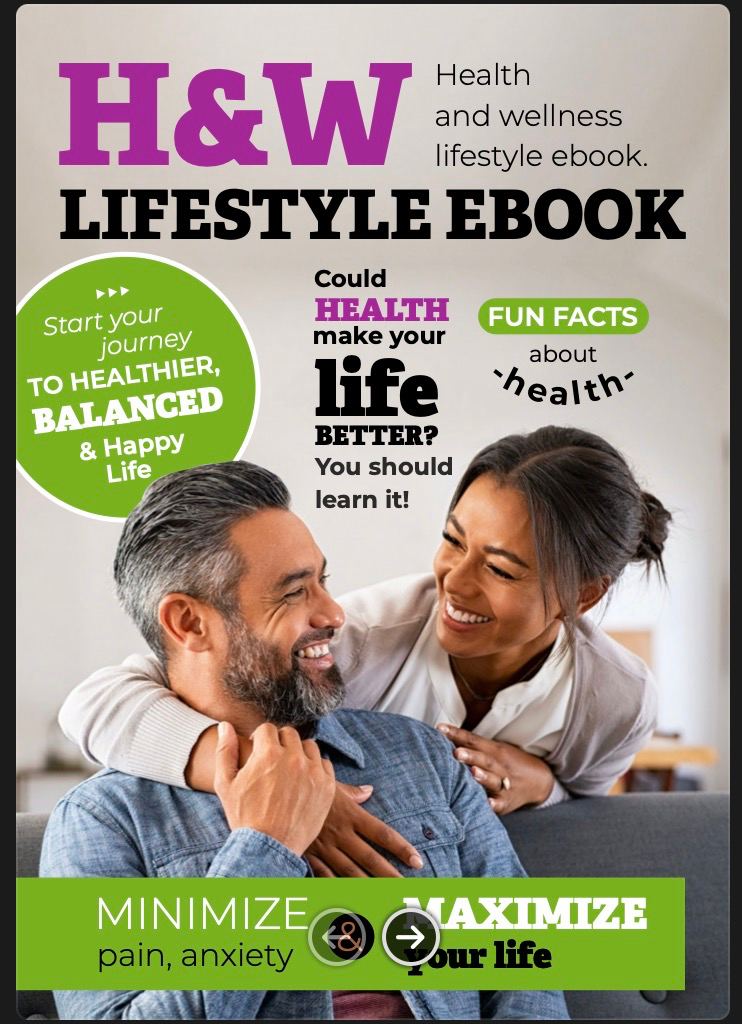 H&W
Health
and wellness
lifestyle ebook.
LIFESTYLE EBOOK
Start your
journey
TO HEALTHIER,
BALANCED
& Happy
Life
Could
HEALTH
make your
life
BETTER?
You should
learn it!
FUN FACTS
about
-health-
MINIMIZE
pain, anxiety
&
MAXIMIZE
your life